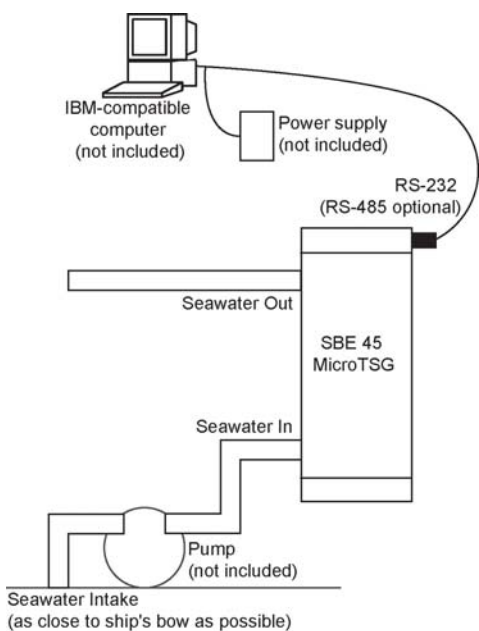 IBM-compatible
computer
(not included)
Power supply
(not included)
RS-232
(RS-485 optional)
Seawater Out
SBE 45
MicroTSG
Seawater In
Pump
(not included)
Seawater Intake
(as close to ship's bow as possible)